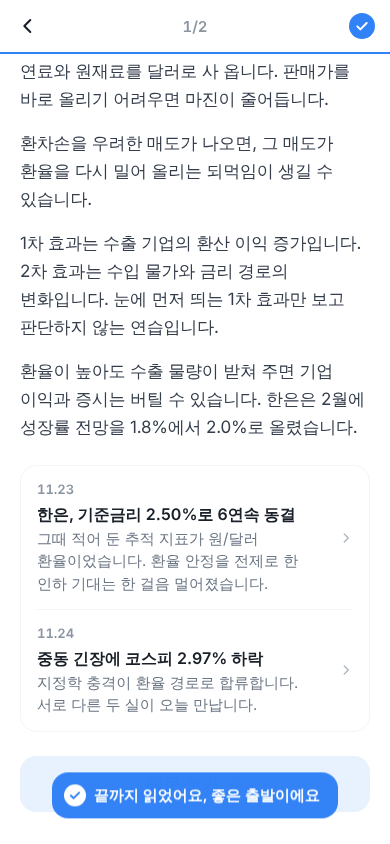 1/2
연료와 원재료를 달러로 사 옵니다. 판매가를
바로 올리기 어려우면 마진이 줄어듭니다.
환차손을 우려한 매도가 나오면, 그 매도가
환율을 다시 밀어 올리는 되먹임이 생길 수
있습니다.
1차 효과는 수출 기업의 환산 이익 증가입니다.
2차 효과는 수입 물가와 금리 경로의
변화입니다. 눈에 먼저 띄는 1차 효과만 보고
판단하지 않는 연습입니다.
환율이 높아도 수출 물량이 받쳐 주면 기업
이익과 증시는 버틸 수 있습니다. 한은은 2월에
성장률 전망을 1.8%에서 2.0%로 올렸습니다.
11.23
한은, 기준금리 2.50%로 6연속 동결
그때 적어 둔 추적 지표가 원/달러
환율이었습니다. 환율 안정을 전제로 한
인하 기대는 한 걸음 멀어졌습니다.
11.24
중동 긴장에 코스피 2.97% 하락
지정학 충격이 환율 경로로 합류합니다.
서로 다른 두 실이 오늘 만납니다.
끝까지 읽었어요, 좋은 출발이에요